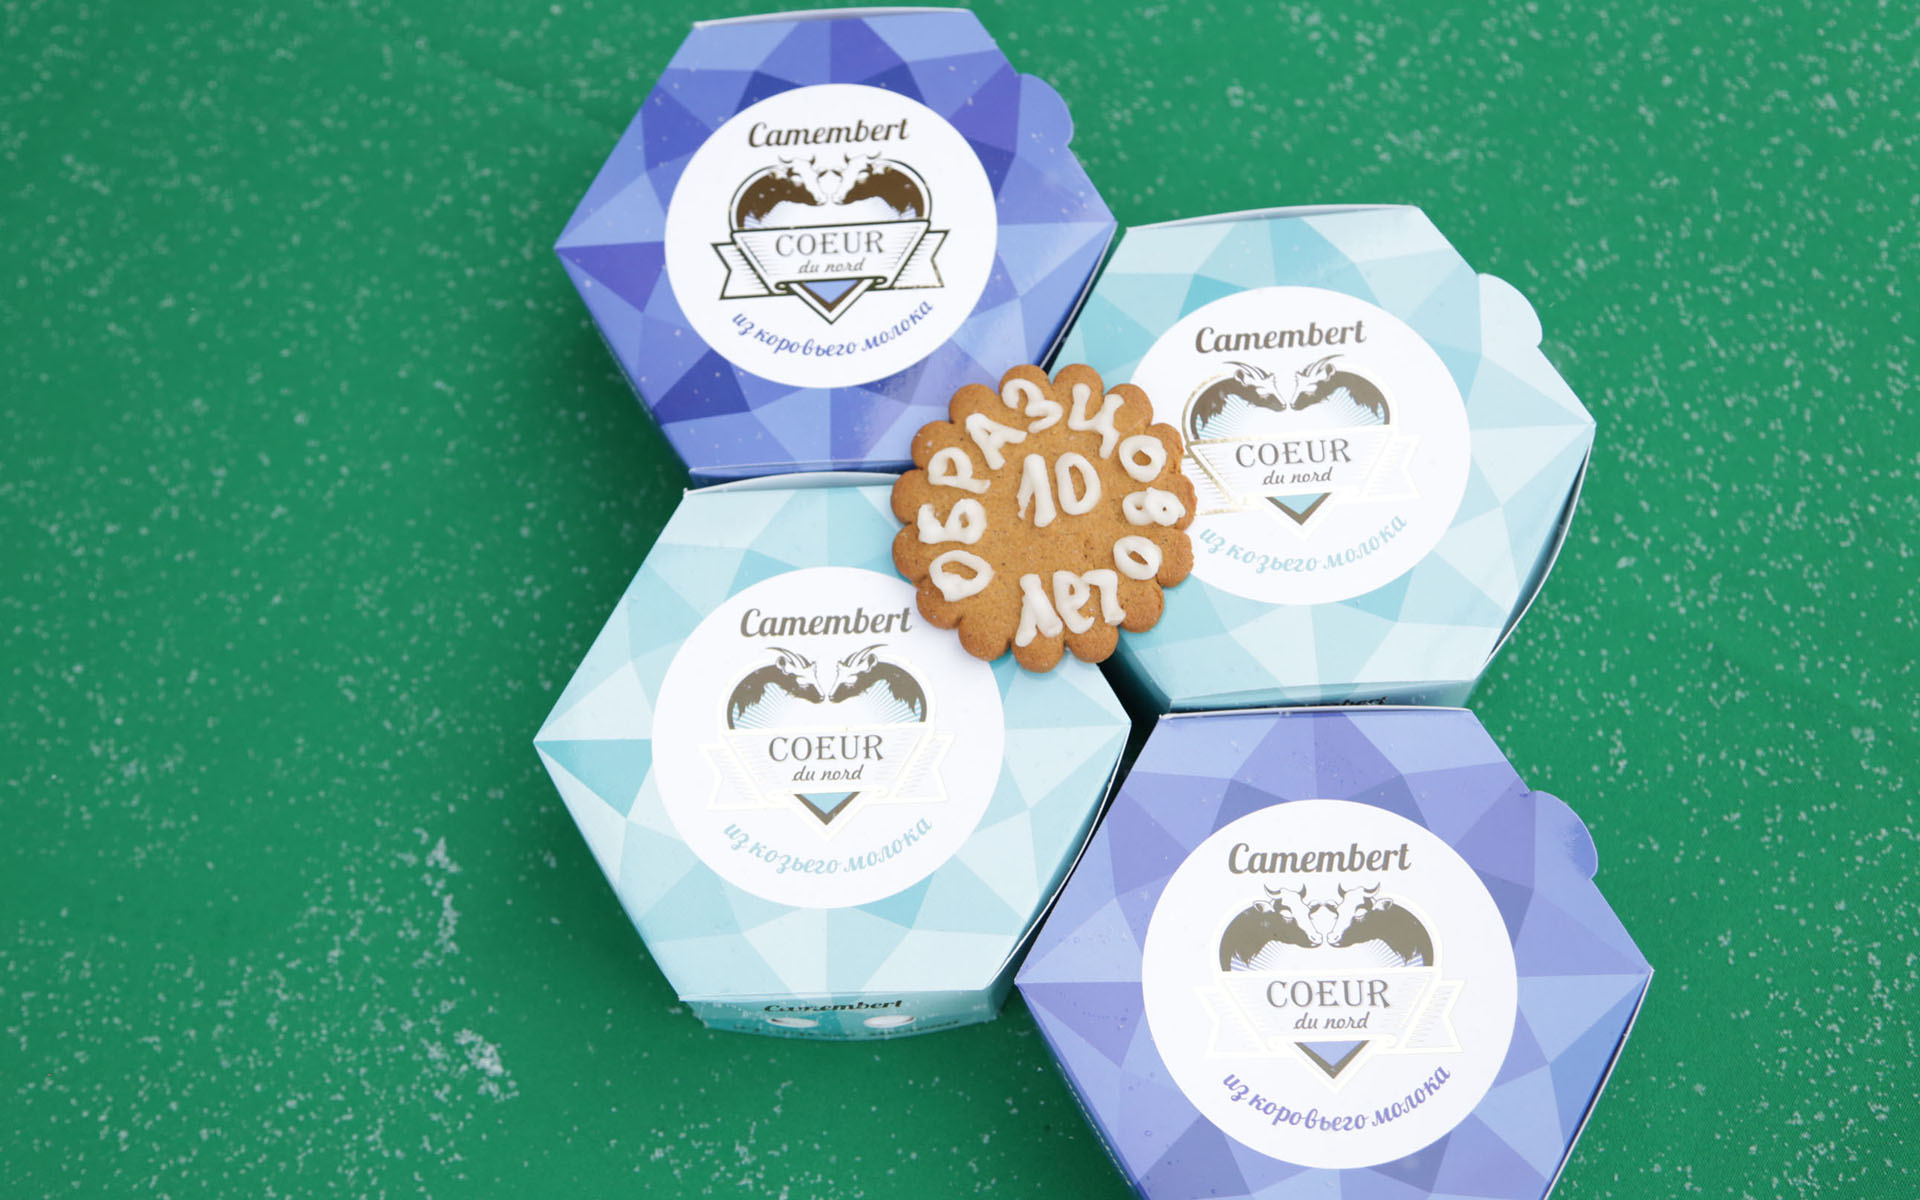 Camembert
COEUR
du nord
из коровьего молока
Camembert
COEUR
du nord
из козьего молока
ОБРАЗЦОВО
10
лет
Camembert
COEUR
du nord
из козьего молока
Camembert
Camembert
COEUR
du nord
из коровьего молока